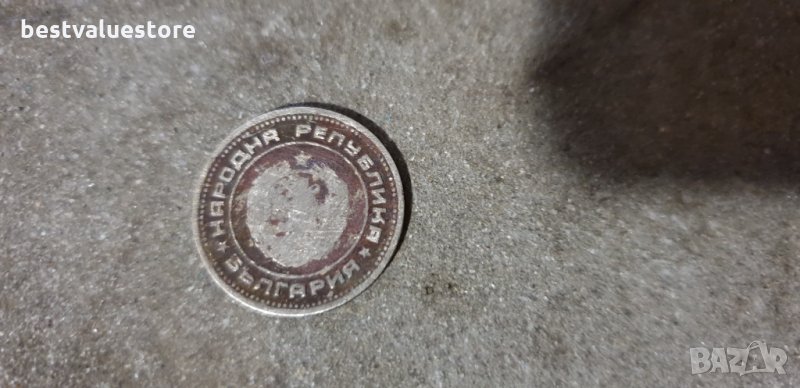 bestvaluestore
НАРОДНА РЕПУБЛИКА
БЪЛГАРИЯ
BAZAR